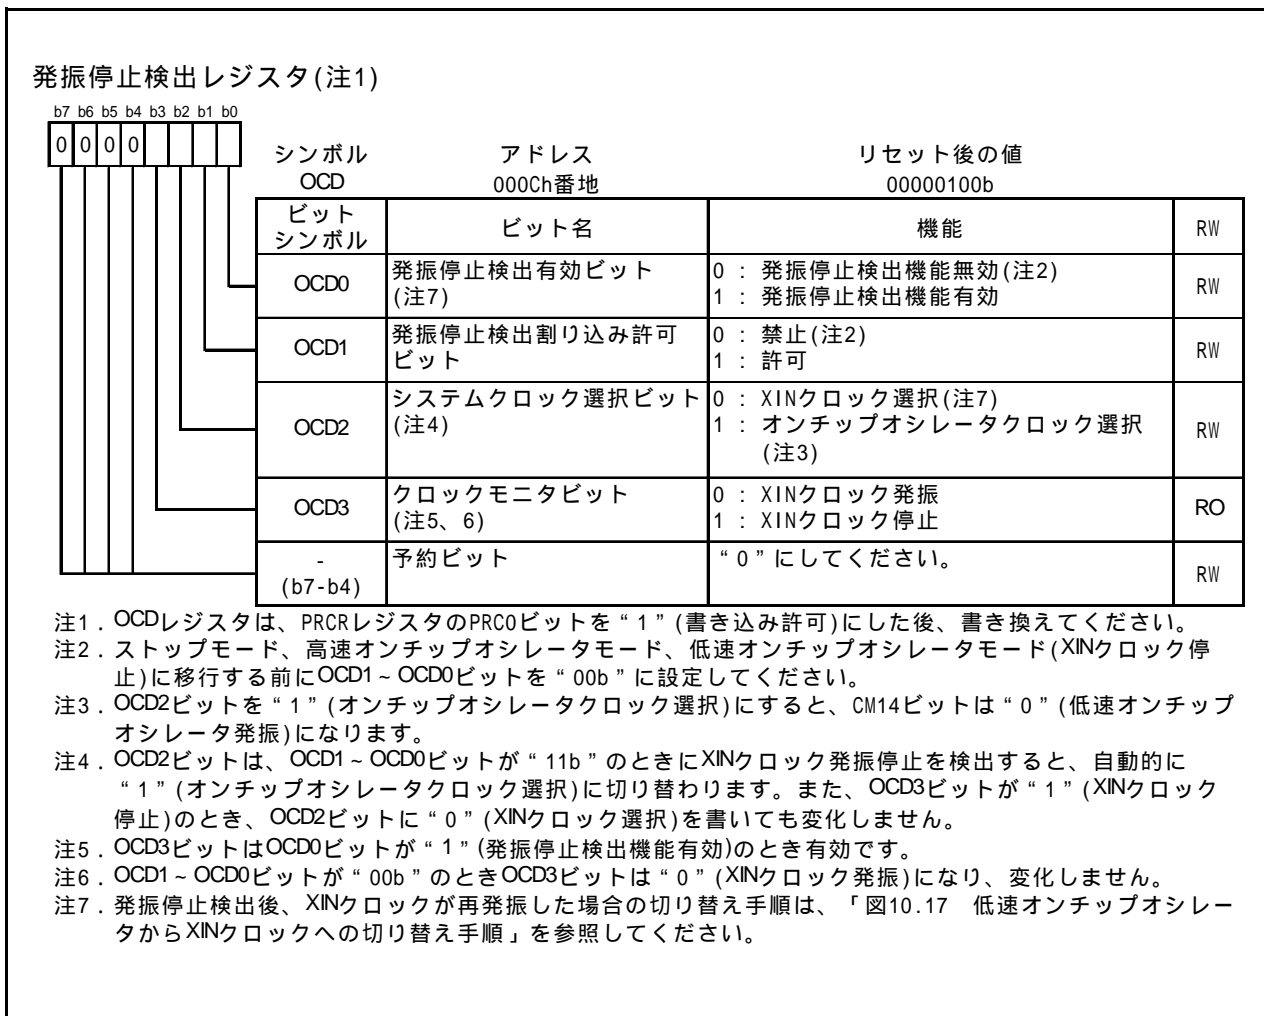 発振停止検出レジスタ(注1)
b7 b6 b5 b4 b3 b2 b1 b0
0 0 0 0
シンボル アドレス リセット後の値
OCD 000Ch番地 00000100b
ビット
シンボル ビット名 機能 RW
OCD0 発振停止検出有効ビット
(注7) 0 : 発振停止検出機能無効(注2)
1 : 発振停止検出機能有効 RW
OCD1 発振停止検出割り込み許可
ビット 0 : 禁止(注2)
1 : 許可 RW
OCD2 システムクロック選択ビット
(注4) 0 : XINクロック選択(注7)
1 : オンチップオシレータクロック選択
(注3) RW
OCD3 クロックモニタビット
(注5、6) 0 : XINクロック発振
1 : XINクロック停止 RO
-
(b7-b4) 予約ビット “0”にしてください。 RW
注1．OCDレジスタは、PRCRレジスタのPRC0ビットを“1”(書き込み許可)にした後、書き換えてください。
注2．ストップモード、高速オンチップオシレータモード、低速オンチップオシレータモード(XINクロック停
止)に移行する前にOCD1～OCD0ビットを“00b”に設定してください。
注3．OCD2ビットを“1”(オンチップオシレータクロック選択)にすると、CM14ビットは“0”(低速オンチップ
オシレータ発振)になります。
注4．OCD2ビットは、OCD1～OCD0ビットが“11b”のときにXINクロック発振停止を検出すると、自動的に
“1”(オンチップオシレータクロック選択)に切り替わります。また、OCD3ビットが“1”(XINクロック
停止)のとき、OCD2ビットに“0”(XINクロック選択)を書いても変化しません。
注5．OCD3ビットはOCD0ビットが“1”(発振停止検出機能有効)のとき有効です。
注6．OCD1～OCD0ビットが“00b”のときOCD3ビットは“0”(XINクロック発振)になり、変化しません。
注7．発振停止検出後、XINクロックが再発振した場合の切り替え手順は、「図10.17　低速オンチップオシレー
タからXINクロックへの切り替え手順」を参照してください。